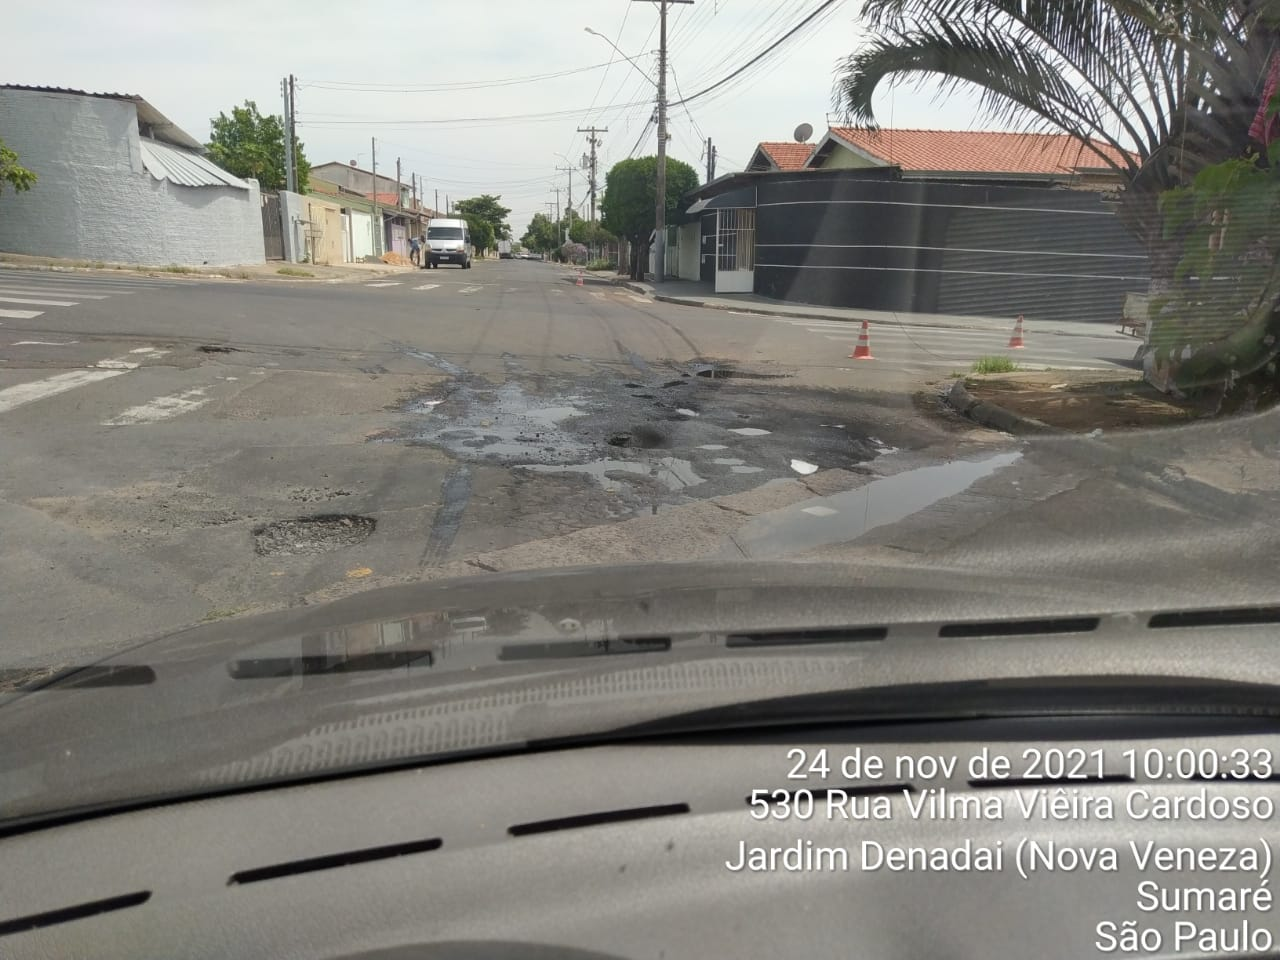 24 de nov de 2021 10:00:33
530 Rua Vilma Viêira Cardoso
Jardim Denadai (Nova Veneza)
Sumaré
São Paulo